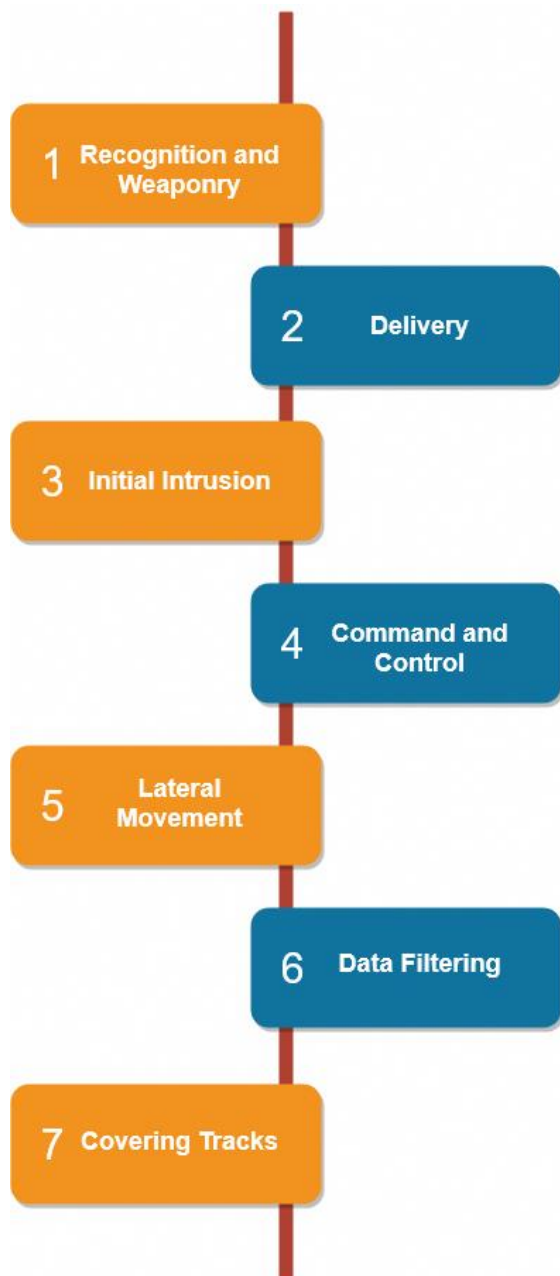 1
Recognition and
Weaponry
2
Delivery
3
Initial Intrusion
4
Command and
Control
5
Lateral
Movement
6
Data Filtering
7
Covering Tracks